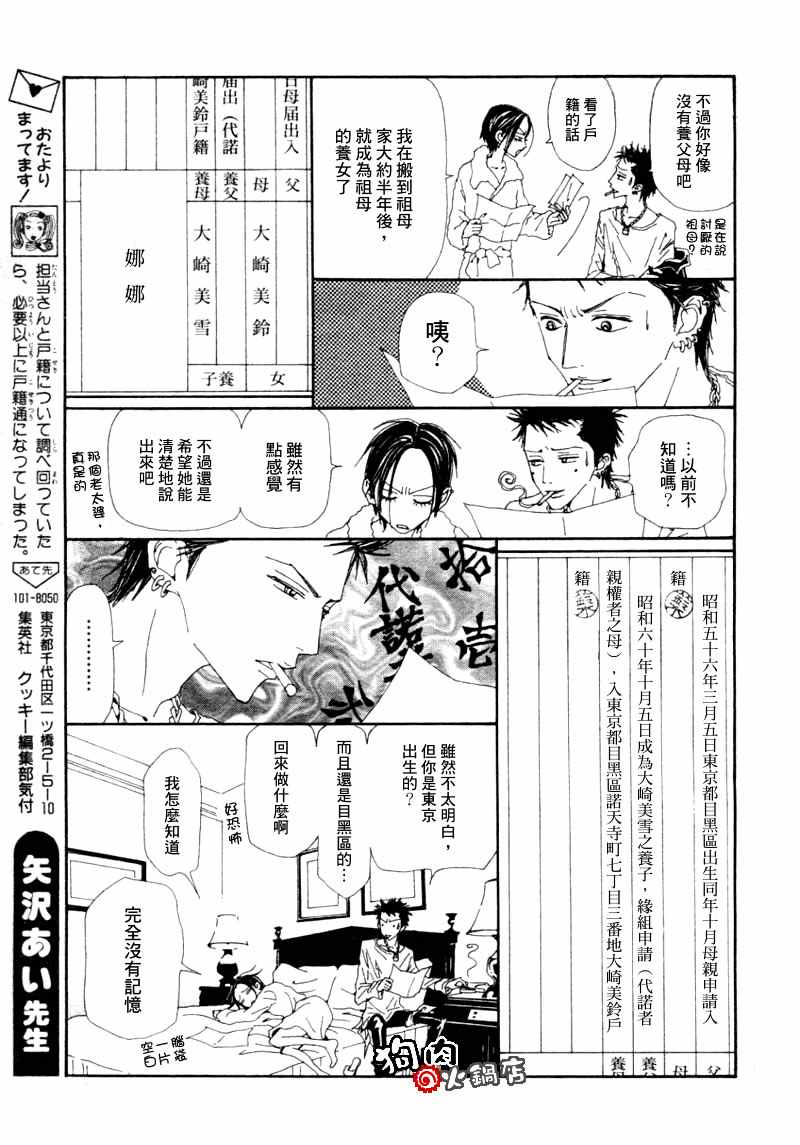 不過你好像
沒有養父母吧
是在說
討厭的
祖母？
看了戶
籍的話
我在搬到祖母
家大約半年後，
就成為祖母
的養女了
日母届出入
届出（代諾
崎美鈴戸籍
父
母
養父
養母
大崎美鈴
大崎美雪
娜娜
女
養子
咦？
…以前不
知道嗎？
雖然有
點感覺
不過還是
希望她能
清楚地說
出來吧
那個老太婆，
真是的
昭和五十六年三月五日東京都目黑區出生同年十月母親申請入
籍
昭和六十年十月五日成為大崎美雪之養子，緣組申請（代諾者
親權者之母），入東京都目黑區諾天寺町七丁目三番地大崎美鈴戶
籍
父
母
養父
養母
拾壱
代諾
弐
………
雖然不太明白，
但你是東京
出生的？
而且還是目黑區的…
回來做什麼啊
好恐怖
我怎麼知道
完全沒有記憶
腦袋
一片
空白
おたより
まってます！
担当さんと戸籍について調べ回っていた
ら、必要以上に戸籍通になってしまった。
あて先
101-8050
東京都千代田区一ツ橋2-5-10
集英社 クッキー編集部気付
矢沢あい先生
狗肉
火鍋店